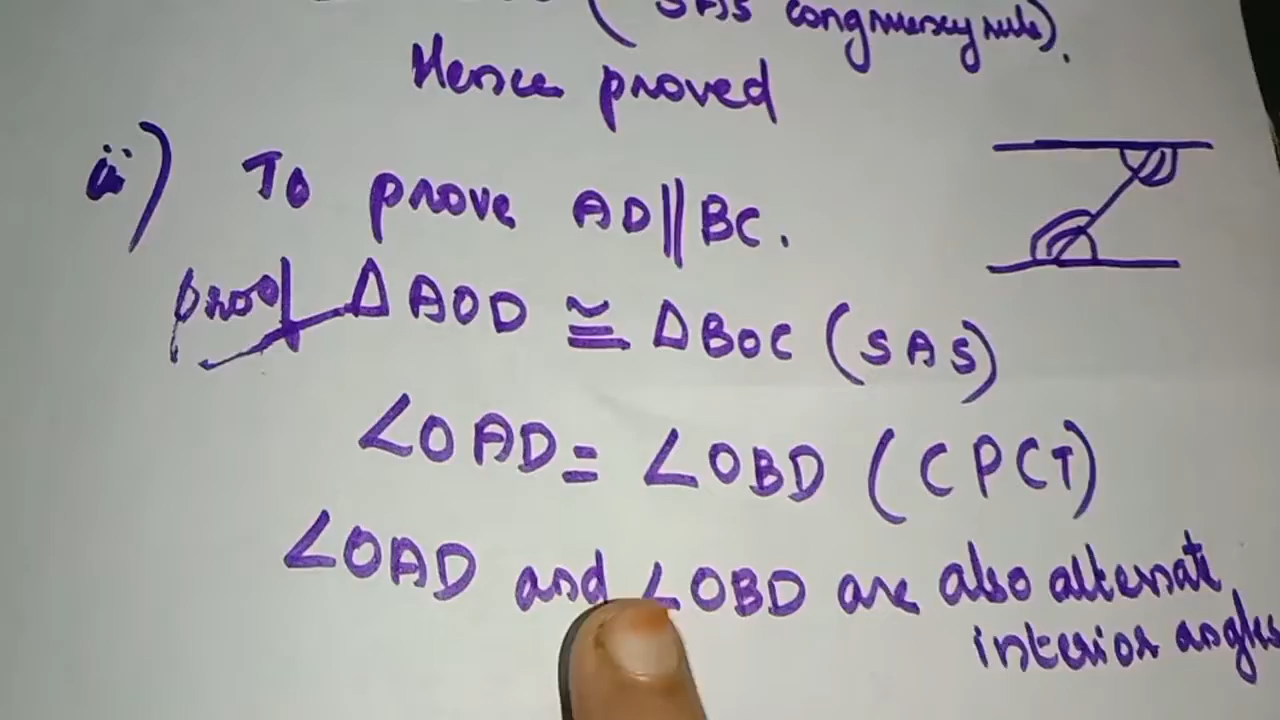 ( SAS congruency rule).
Hence proved
ii) To prove AD||BC.
proof ΔAOD ≅ ΔBOC (SAS)
∠OAD = ∠OBD (CPCT)
∠OAD and ∠OBD are also alternate
interior angles